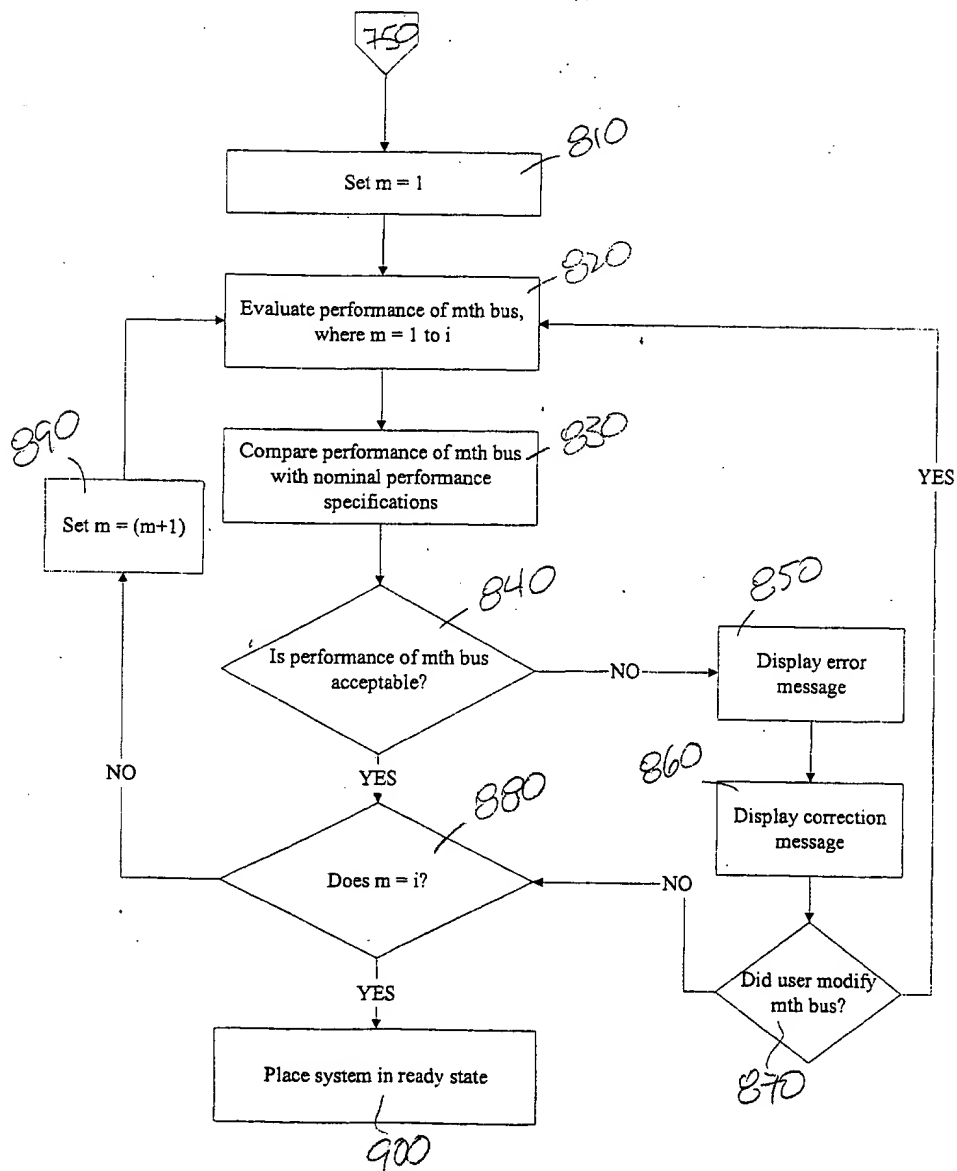 750
810
Set m = 1
820
Evaluate performance of mth bus,
where m = 1 to i
830
Compare performance of mth bus
with nominal performance
specifications
890
Set m = (m+1)
YES
840
Is performance of mth bus
acceptable?
NO
850
Display error
message
860
Display correction
message
NO
YES
880
Does m = i?
NO
Did user modify
mth bus?
870
YES
Place system in ready state
900